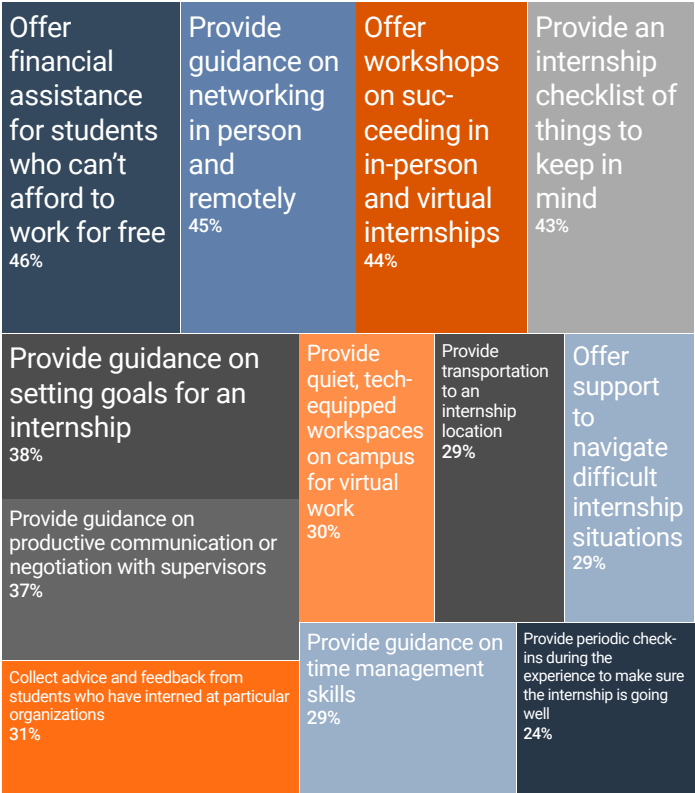 Offer
financial
assistance
for students
who can't
afford to
work for free
46%
Provide
guidance on
networking
in person
and
remotely
45%
Offer
workshops
on suc-
ceeding in
in-person
and virtual
internships
44%
Provide an
internship
checklist of
things to
keep in
mind
43%
Provide guidance on
setting goals for an
internship
38%
Provide guidance on
productive communication or
negotiation with supervisors
37%
Collect advice and feedback from
students who have interned at particular
organizations
31%
Provide
quiet, tech-
equipped
workspaces
on campus
for virtual
work
30%
Provide
transportation
to an
internship
location
29%
Offer
support
to
navigate
difficult
internship
situations
29%
Provide guidance on
time management
skills
29%
Provide periodic check-
ins during the
experience to make sure
the internship is going
well
24%